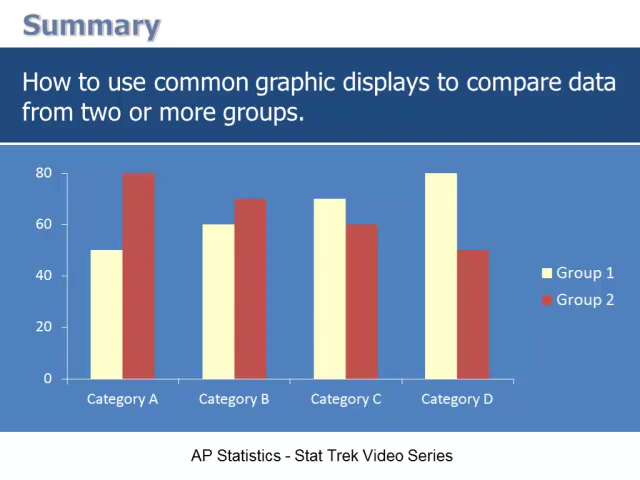 Summary
How to use common graphic displays to compare data
from two or more groups.
80
60
40
20
0
Category A
Category B
Category C
Category D
Group 1
Group 2
AP Statistics - Stat Trek Video Series